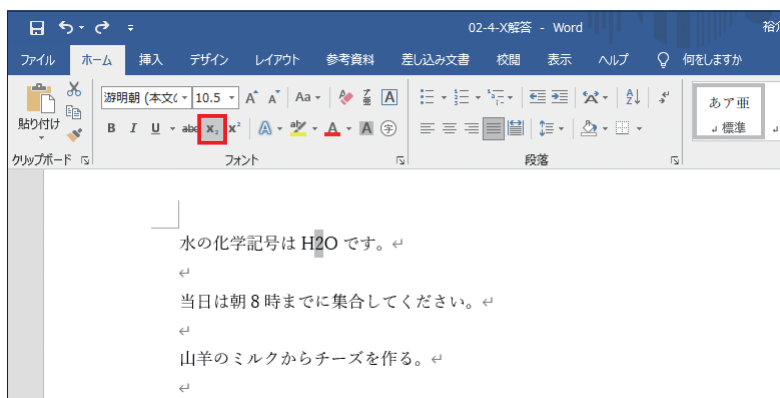 02-4-X解答 - Word
ファイル ホーム 挿入 デザイン レイアウト 参考資料 差し込み文書 校閲 表示 ヘルプ 何をしますか
貼り付け
游明朝 (本文 10.5 A A Aa A
B I U abc x₂ x² A aby A A 字
あア亜
↲ 標準
クリップボード フォント 段落
水の化学記号は H2O です。↵
↵
当日は朝 8 時までに集合してください。↵
↵
山羊のミルクからチーズを作る。↵
↵